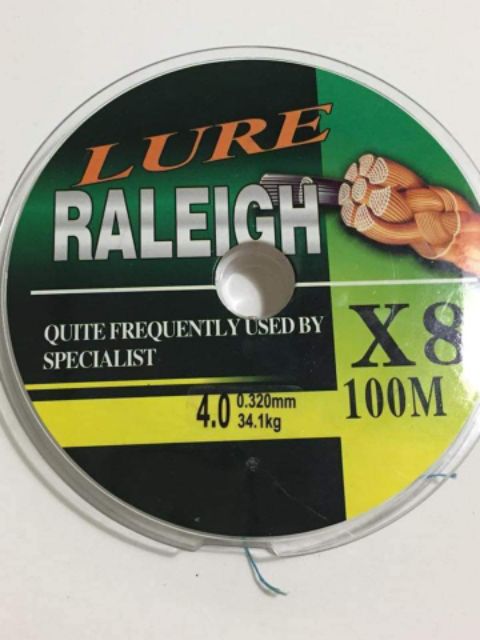 LURE
RALEIGH
QUITE FREQUENTLY USED BY
SPECIALIST
X8
100M
4.0 0.320mm
34.1kg